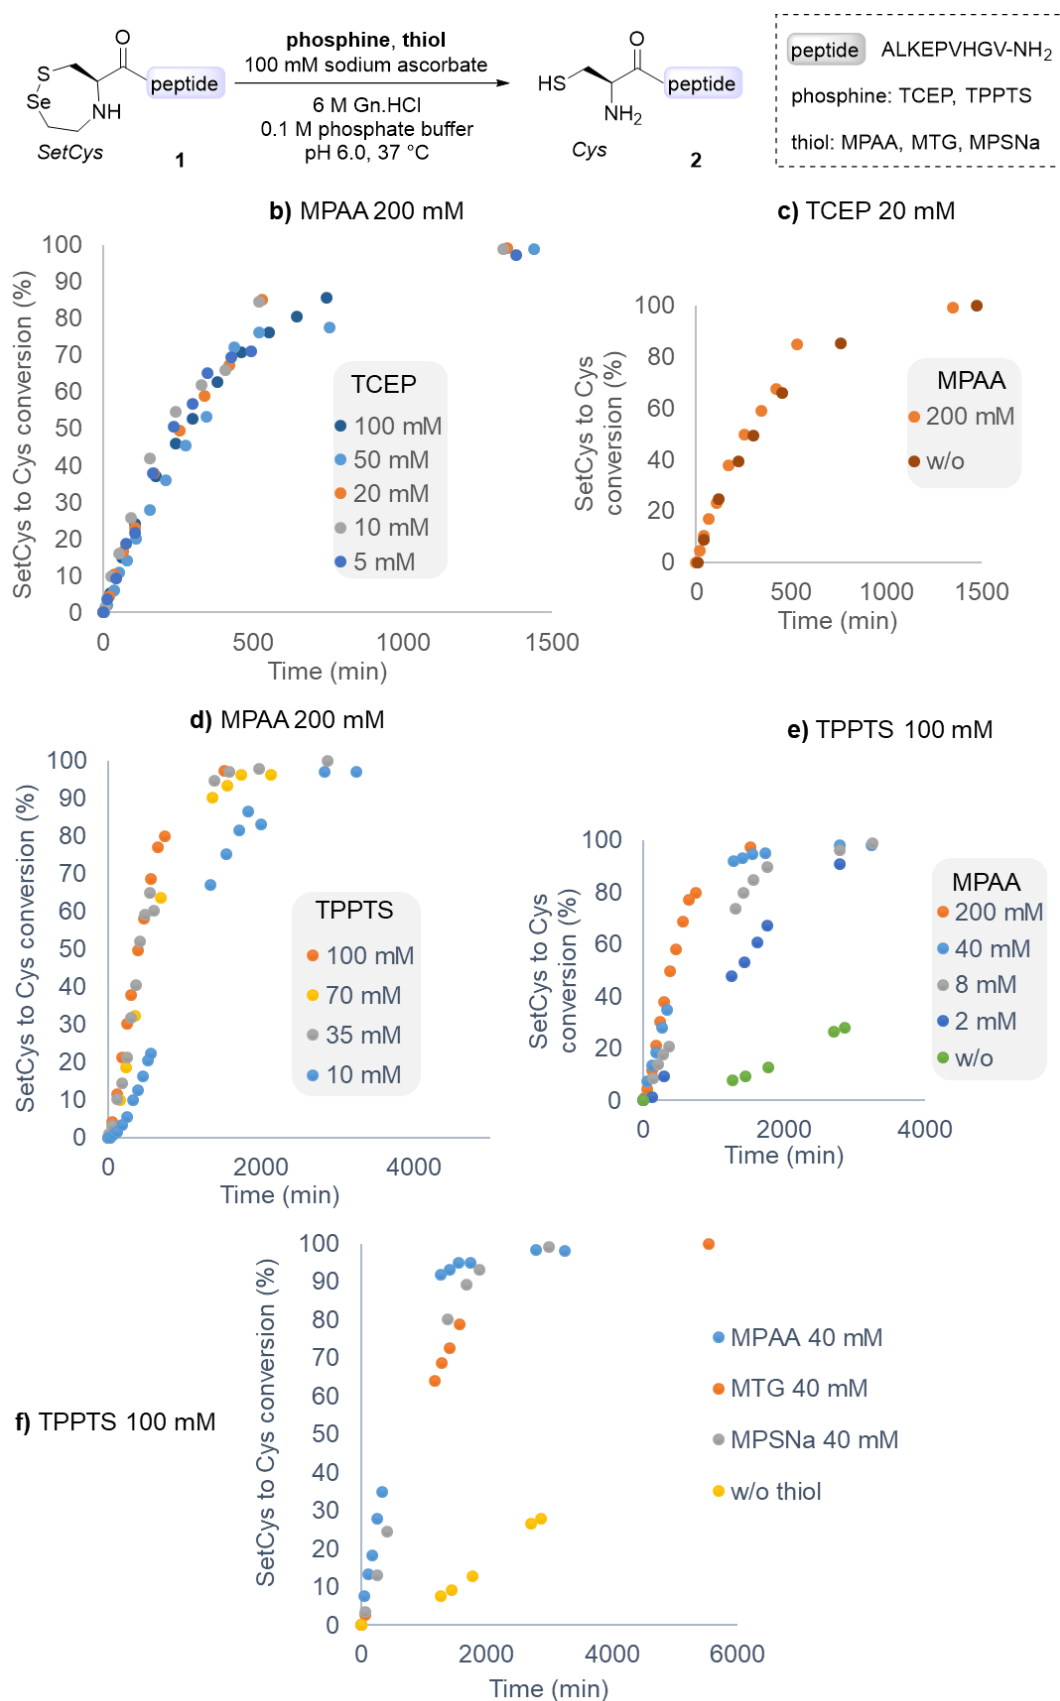 S
Se
O
NH
peptide
SetCys
1
phosphine, thiol
100 mM sodium ascorbate
6 M Gn.HCl
0.1 M phosphate buffer
pH 6.0, 37 °C
HS
O
NH2
peptide
Cys
2
peptide ALKEPVHGV-NH2
phosphine: TCEP, TPPTS
thiol: MPAA, MTG, MPSNa
b) MPAA 200 mM
SetCys to Cys conversion (%)
100
90
80
70
60
50
40
30
20
10
0
0 500 1000 1500
Time (min)
TCEP
100 mM
50 mM
20 mM
10 mM
5 mM
c) TCEP 20 mM
SetCys to Cys
conversion (%)
100
80
60
40
20
0
0 500 1000 1500
Time (min)
MPAA
200 mM
w/o
d) MPAA 200 mM
SetCys to Cys conversion (%)
100
90
80
70
60
50
40
30
20
10
0
0 2000 4000
Time (min)
TPPTS
100 mM
70 mM
35 mM
10 mM
e) TPPTS 100 mM
SetCys to Cys
conversion (%)
100
80
60
40
20
0
0 2000 4000
Time (min)
MPAA
200 mM
40 mM
8 mM
2 mM
w/o
f) TPPTS 100 mM
SetCys to Cys conversion (%)
100
90
80
70
60
50
40
30
20
10
0
0 2000 4000 6000
Time (min)
MPAA 40 mM
MTG 40 mM
MPSNa 40 mM
w/o thiol